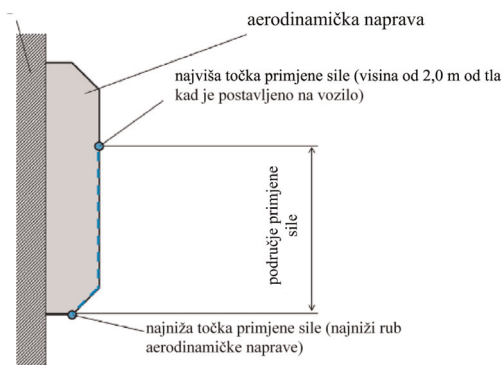 aerodinamička naprava
najviša točka primjene sile (visina od 2,0 m od tla
kad je postavljeno na vozilo)
područje primjene
sile
najniža točka primjene sile (najniži rub
aerodinamičke naprave)